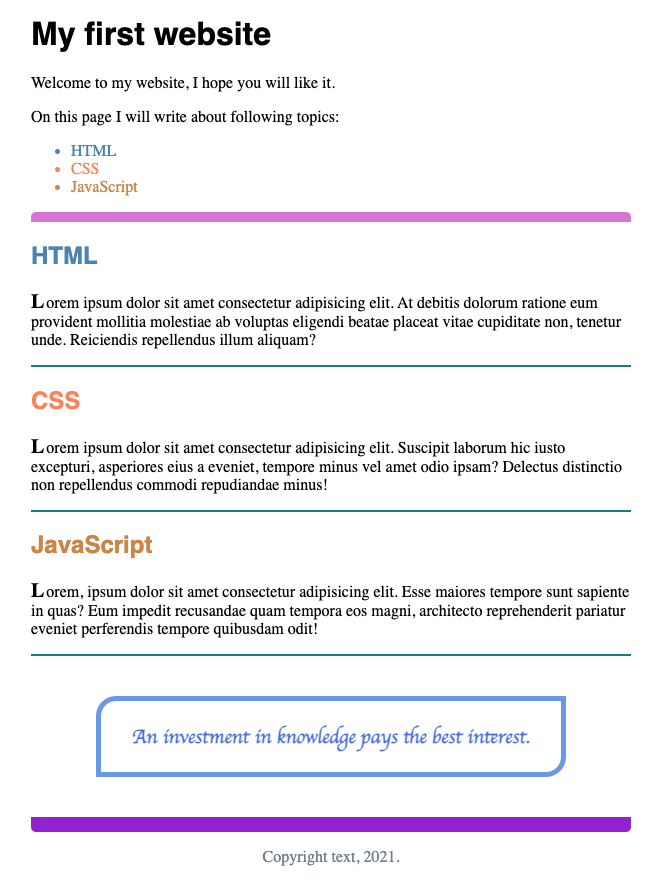 My first website
Welcome to my website, I hope you will like it.
On this page I will write about following topics:
HTML
CSS
JavaScript
HTML
Lorem ipsum dolor sit amet consectetur adipisicing elit. At debitis dolorum ratione eum
provident mollitia molestiae ab voluptas eligendi beatae placeat vitae cupiditate non, tenetur
unde. Reiciendis repellendus illum aliquam?
CSS
Lorem ipsum dolor sit amet consectetur adipisicing elit. Suscipit laborum hic iusto
excepturi, asperiores eius a eveniet, tempore minus vel amet odio ipsam? Delectus distinctio
non repellendus commodi repudiandae minus!
JavaScript
Lorem, ipsum dolor sit amet consectetur adipisicing elit. Esse maiores tempore sunt sapiente
in quas? Eum impedit recusandae quam tempora eos magni, architecto reprehenderit pariatur
eveniet perferendis tempore quibusdam odit!
An investment in knowledge pays the best interest.
Copyright text, 2021.